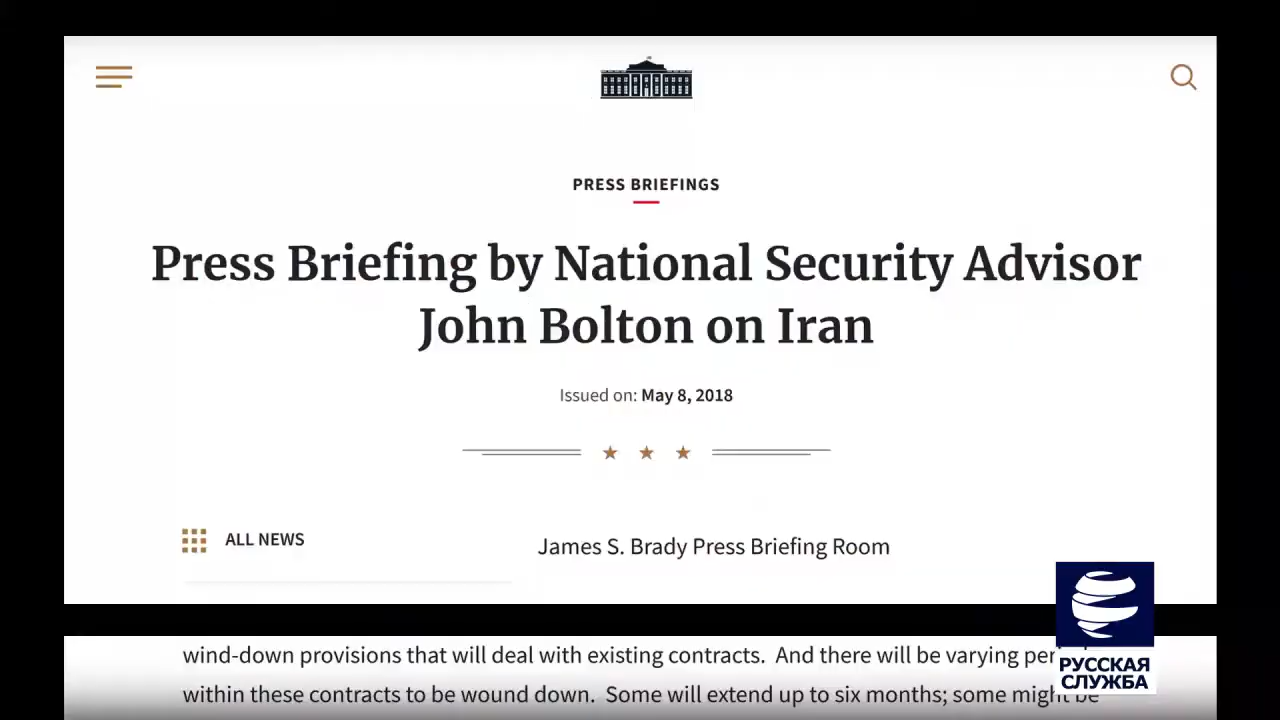 PRESS BRIEFINGS
Press Briefing by National Security Advisor
John Bolton on Iran
Issued on: May 8, 2018
ALL NEWS
James S. Brady Press Briefing Room
wind-down provisions that will deal with existing contracts.  And there will be varying
within these contracts to be wound down.  Some will extend up to six months; some might be
РУССКАЯ
СЛУЖБА